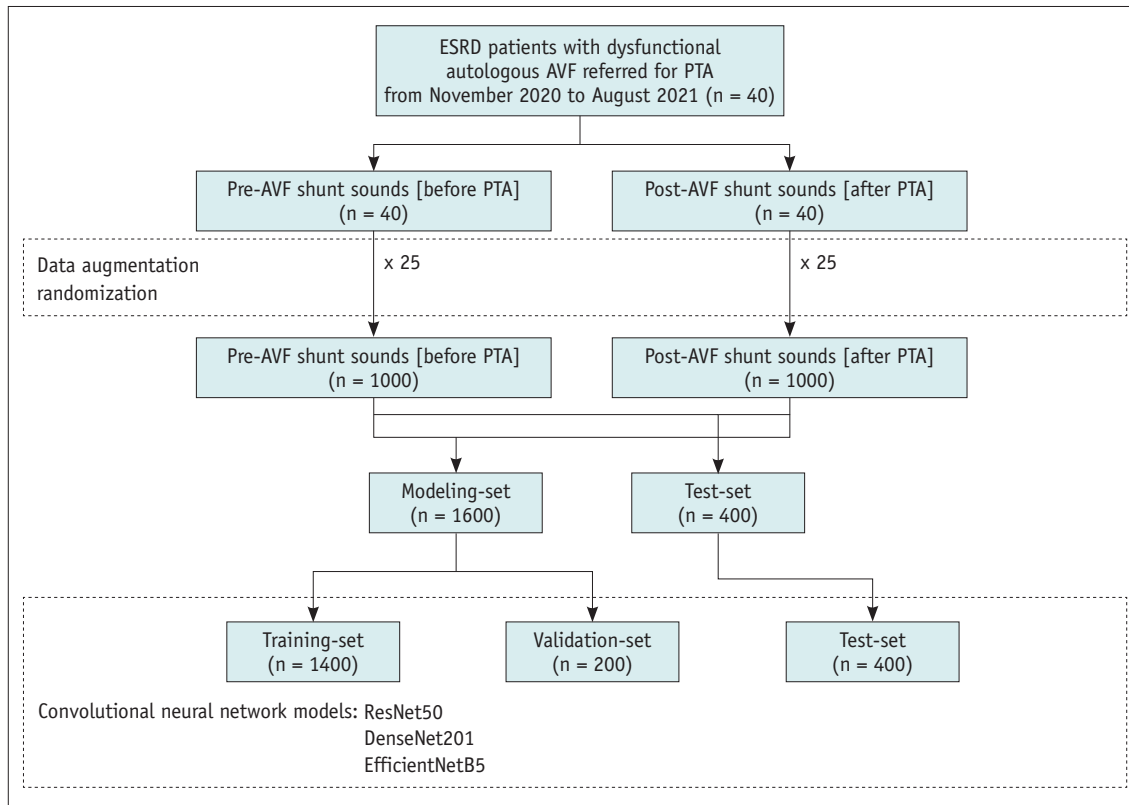 ESRD patients with dysfunctional
autologous AVF referred for PTA
from November 2020 to August 2021 (n = 40)
Pre-AVF shunt sounds [before PTA]
(n = 40)
Post-AVF shunt sounds [after PTA]
(n = 40)
Data augmentation
randomization
x 25
x 25
Pre-AVF shunt sounds [before PTA]
(n = 1000)
Post-AVF shunt sounds [after PTA]
(n = 1000)
Modeling-set
(n = 1600)
Test-set
(n = 400)
Training-set
(n = 1400)
Validation-set
(n = 200)
Test-set
(n = 400)
Convolutional neural network models: ResNet50
DenseNet201
EfficientNetB5